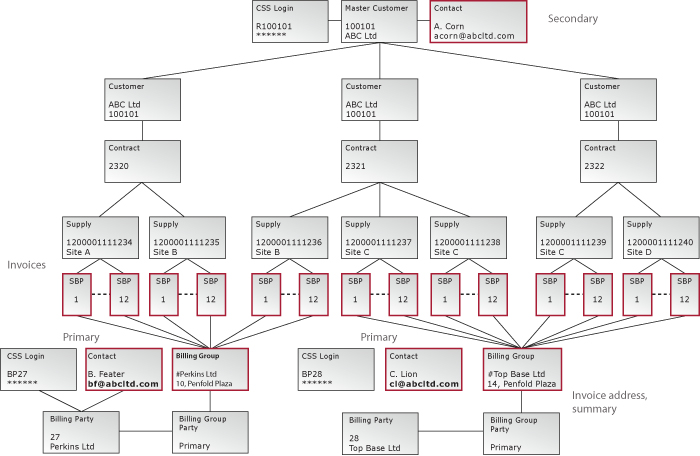 CSS Login
R100101
******
Master Customer
100101
ABC Ltd
Contact
A. Corn
acorn@abcltd.com
Secondary
Customer
ABC Ltd
100101
Customer
ABC Ltd
100101
Customer
ABC Ltd
100101
Contract
2320
Contract
2321
Contract
2322
Supply
1200001111234
Site A
Supply
1200001111235
Site B
Supply
1200001111236
Site B
Supply
1200001111237
Site C
Supply
1200001111238
Site C
Supply
1200001111239
Site C
Supply
1200001111240
Site D
Invoices
SBP
1
SBP
12
SBP
1
SBP
12
SBP
1
SBP
12
SBP
1
SBP
12
SBP
1
SBP
12
SBP
1
SBP
12
SBP
1
SBP
12
Primary
Primary
CSS Login
BP27
******
Contact
B. Feater
bf@abcltd.com
Billing Group
#Perkins Ltd
10, Penfold Plaza
CSS Login
BP28
******
Contact
C. Lion
cl@abcltd.com
Billing Group
#Top Base Ltd
14, Penfold Plaza
Invoice address,
summary
Billing Party
27
Perkins Ltd
Billing Group
Party
Primary
Billing Party
28
Top Base Ltd
Billing Group
Party
Primary